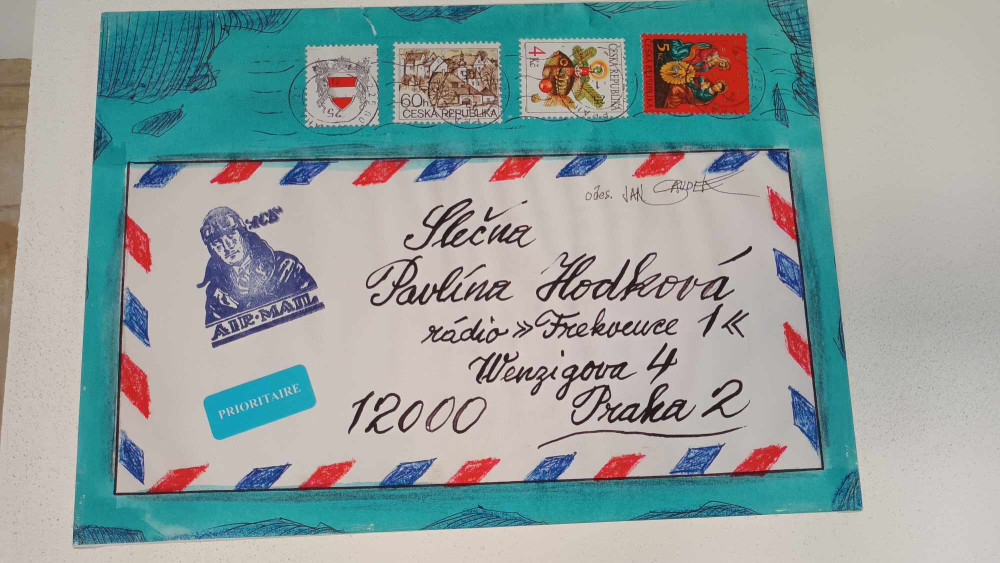 60h
ČESKÁ REPUBLIKA
4 Kč
ČESKÁ REPUBLIKA
5 Kč
odes. JAN
Slečna
Pavlína Hodková
rádio »Frekvence 1«
Wenzigova 4
12000 Praha 2
AIR·MAIL
PRIORITAIRE